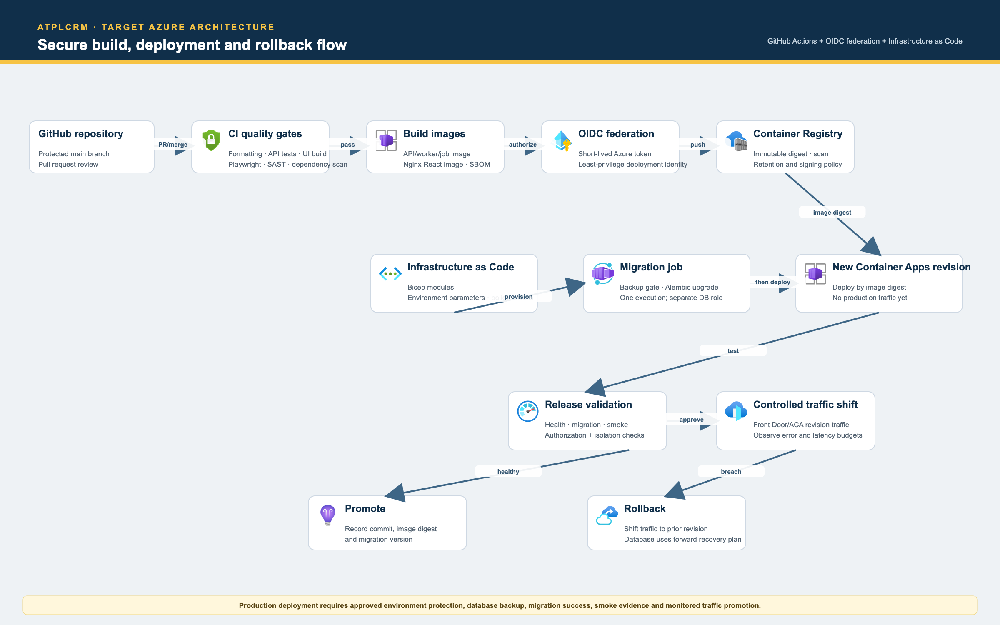 ATPLCRM · TARGET AZURE ARCHITECTURE
Secure build, deployment and rollback flow
GitHub Actions + OIDC federation + Infrastructure as Code
GitHub repository
Protected main branch
Pull request review
PR/merge
CI quality gates
Formatting · API tests · UI build
Playwright · SAST · dependency scan
pass
Build images
API/worker/job image
Nginx React image · SBOM
authorize
OIDC federation
Short-lived Azure token
Least-privilege deployment identity
push
Container Registry
Immutable digest · scan
Retention and signing policy
image digest
Infrastructure as Code
Bicep modules
Environment parameters ·
provision
Migration job
Backup gate · Alembic upgrade
One execution; separate DB role
then deploy
New Container Apps revision
Deploy by image digest
No production traffic yet
test
Release validation
Health · migration · smoke
Authorization + isolation checks
approve
Controlled traffic shift
Front Door/ACA revision traffic
Observe error and latency budgets
healthy
breach
Promote
Record commit, image digest
and migration version
Rollback
Shift traffic to prior revision
Database uses forward recovery plan
Production deployment requires approved environment protection, database backup, migration success, smoke evidence and monitored traffic promotion.